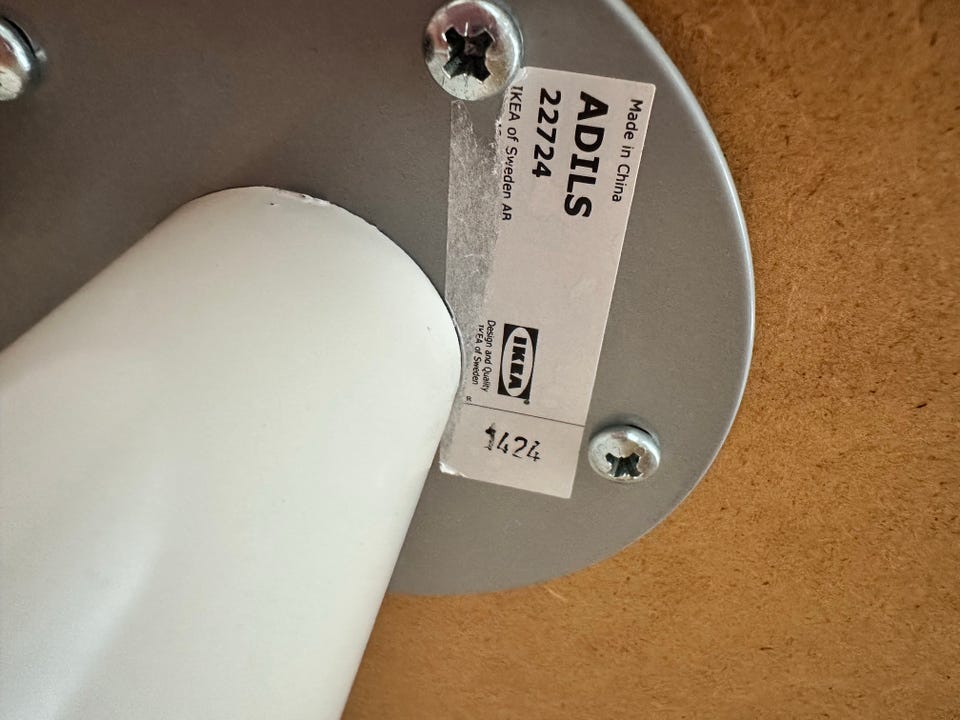 Made in China
ADILS
22724
IKEA of Sweden AB
IKEA
Design and Quality
IKEA of Sweden
1424